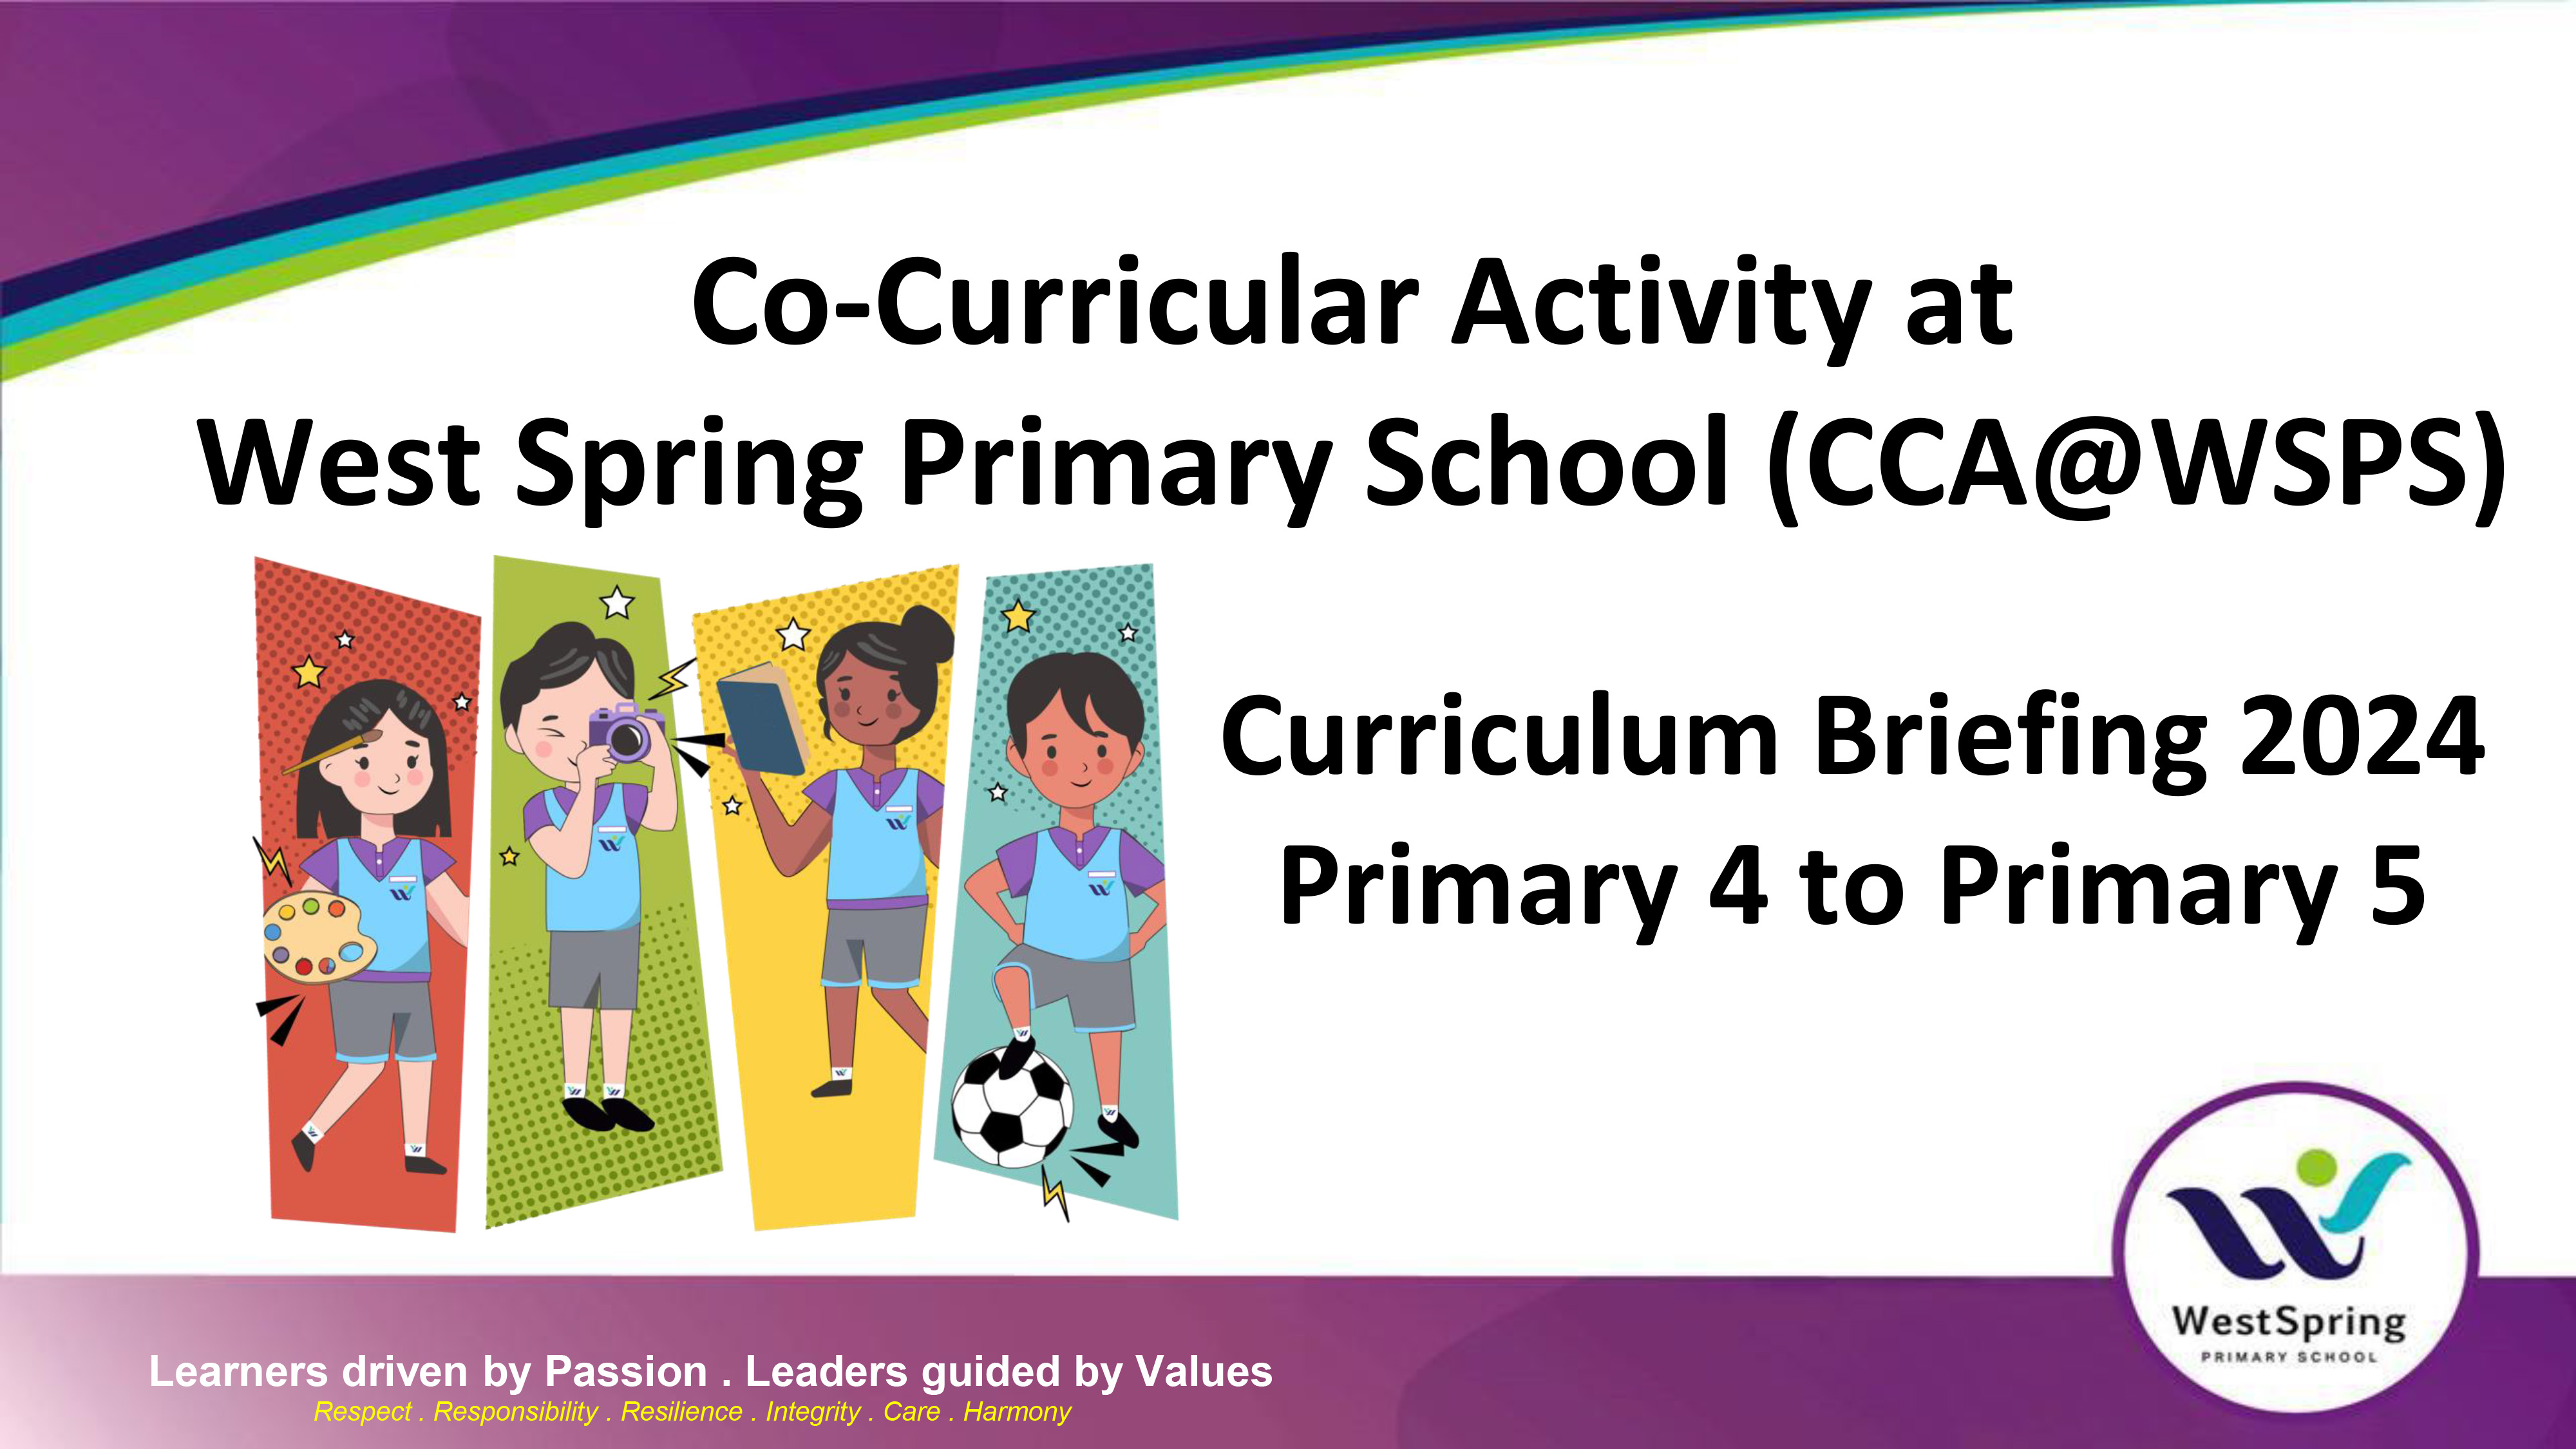 Co-Curricular Activity at
West Spring Primary School (CCA@WSPS)
Curriculum Briefing 2024
Primary 4 to Primary 5
WestSpring
PRIMARY SCHOOL
Learners driven by Passion . Leaders guided by Values
Respect . Responsibility . Resilience . Integrity . Care . Harmony